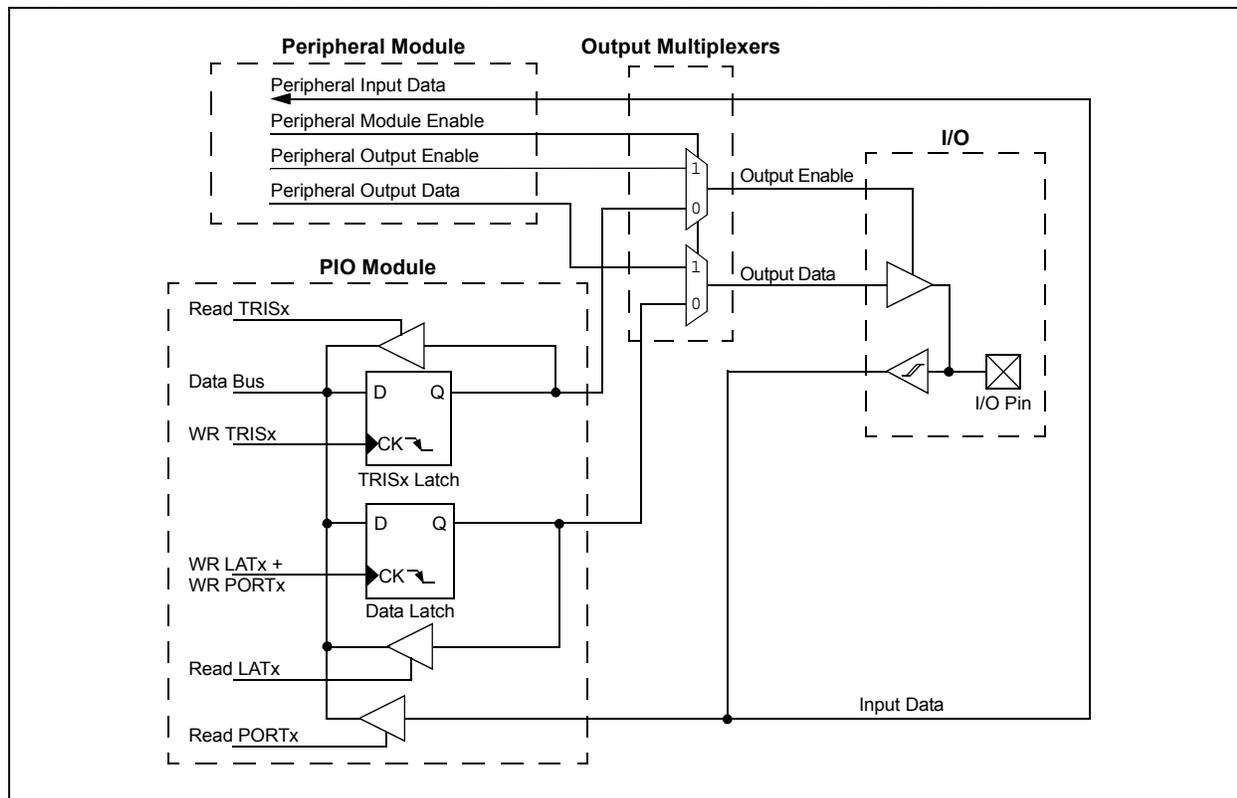 Peripheral Module
Output Multiplexers
Peripheral Input Data
Peripheral Module Enable
Peripheral Output Enable
Peripheral Output Data
1
0
Output Enable
I/O
1
0
Output Data
I/O Pin
PIO Module
Read TRISx
Data Bus
D
Q
WR TRISx
CK
TRISx Latch
D
Q
WR LATx +
WR PORTx
CK
Data Latch
Read LATx
Read PORTx
Input Data